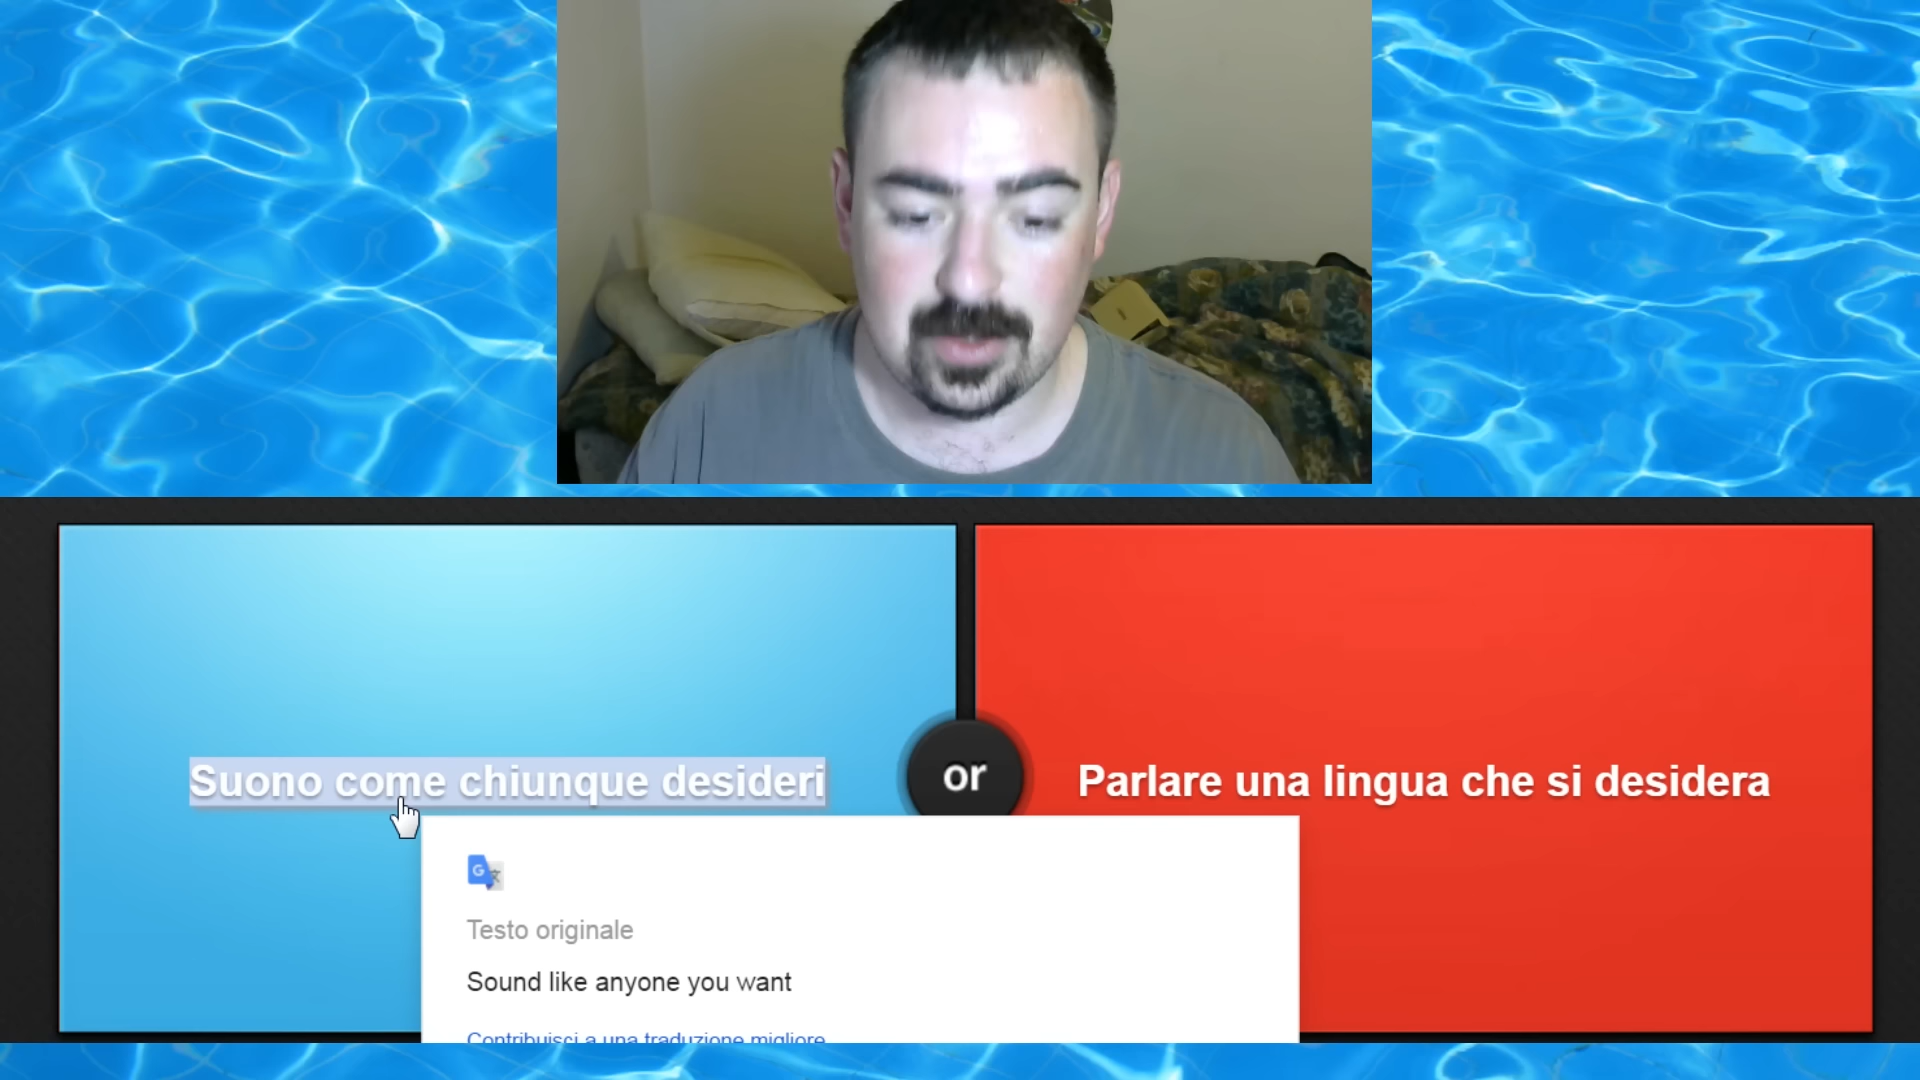 Suono come chiunque desideri
or
Parlare una lingua che si desidera
Testo originale
Sound like anyone you want
Contribuisci a una traduzione migliore